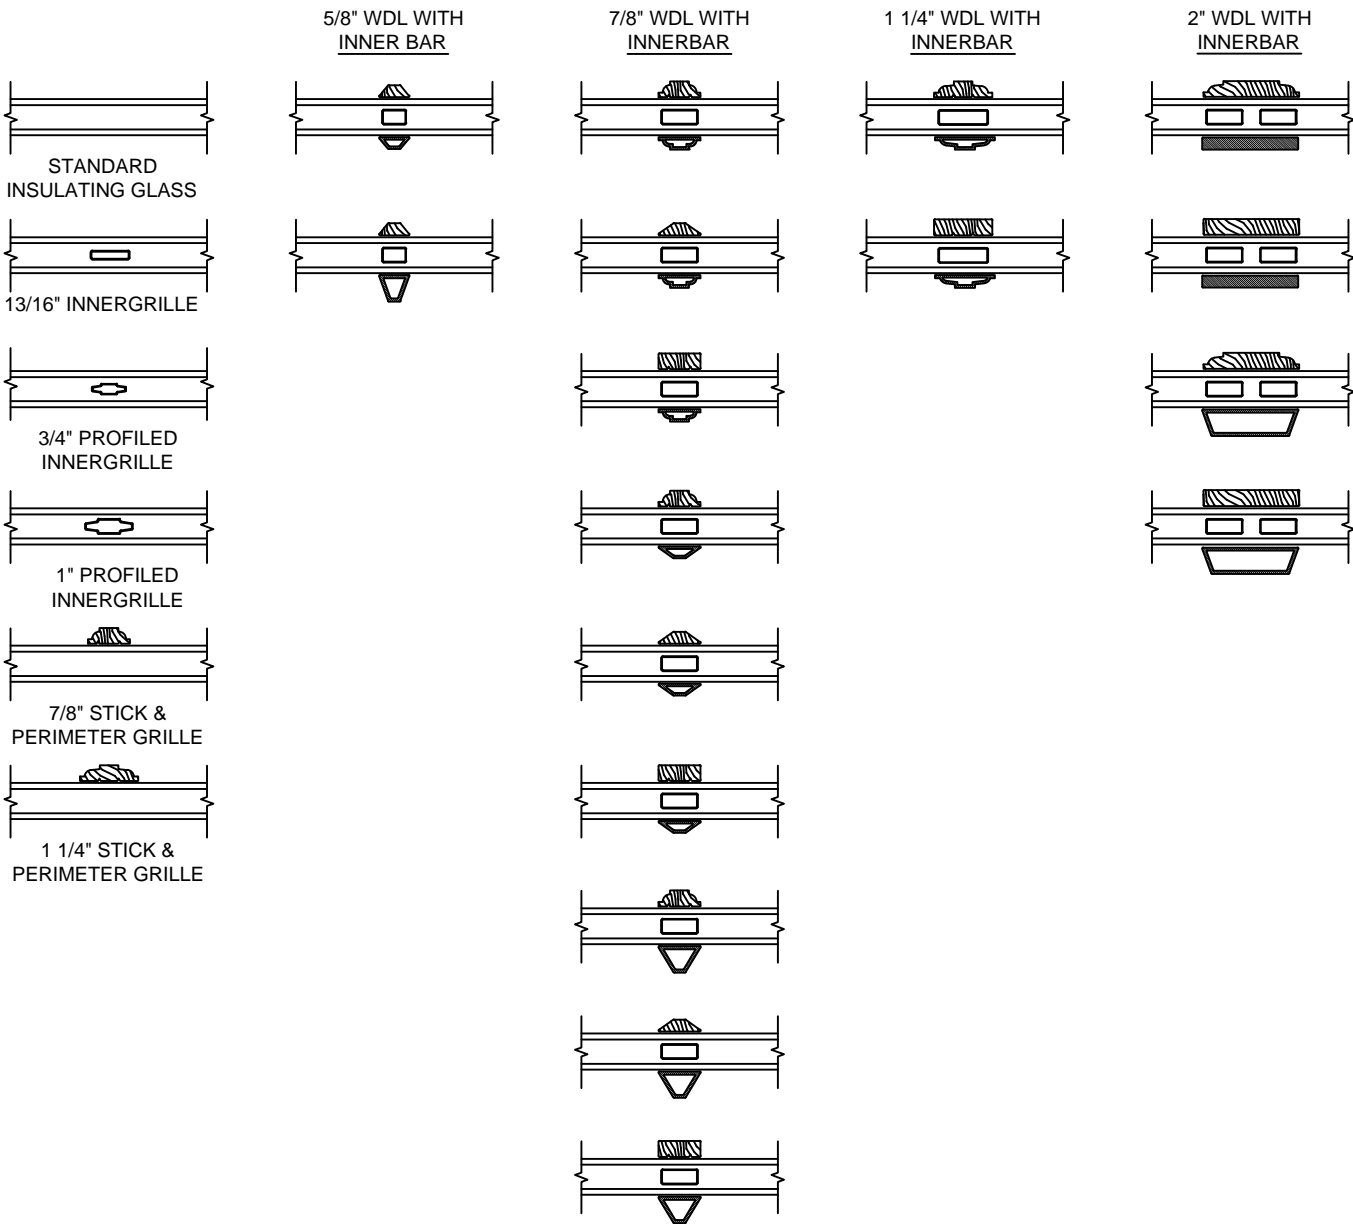 5/8" WDL WITH
INNER BAR
7/8" WDL WITH
INNERBAR
1 1/4" WDL WITH
INNERBAR
2" WDL WITH
INNERBAR
STANDARD
INSULATING GLASS
13/16" INNERGRILLE
3/4" PROFILED
INNERGRILLE
1" PROFILED
INNERGRILLE
7/8" STICK &
PERIMETER GRILLE
1 1/4" STICK &
PERIMETER GRILLE